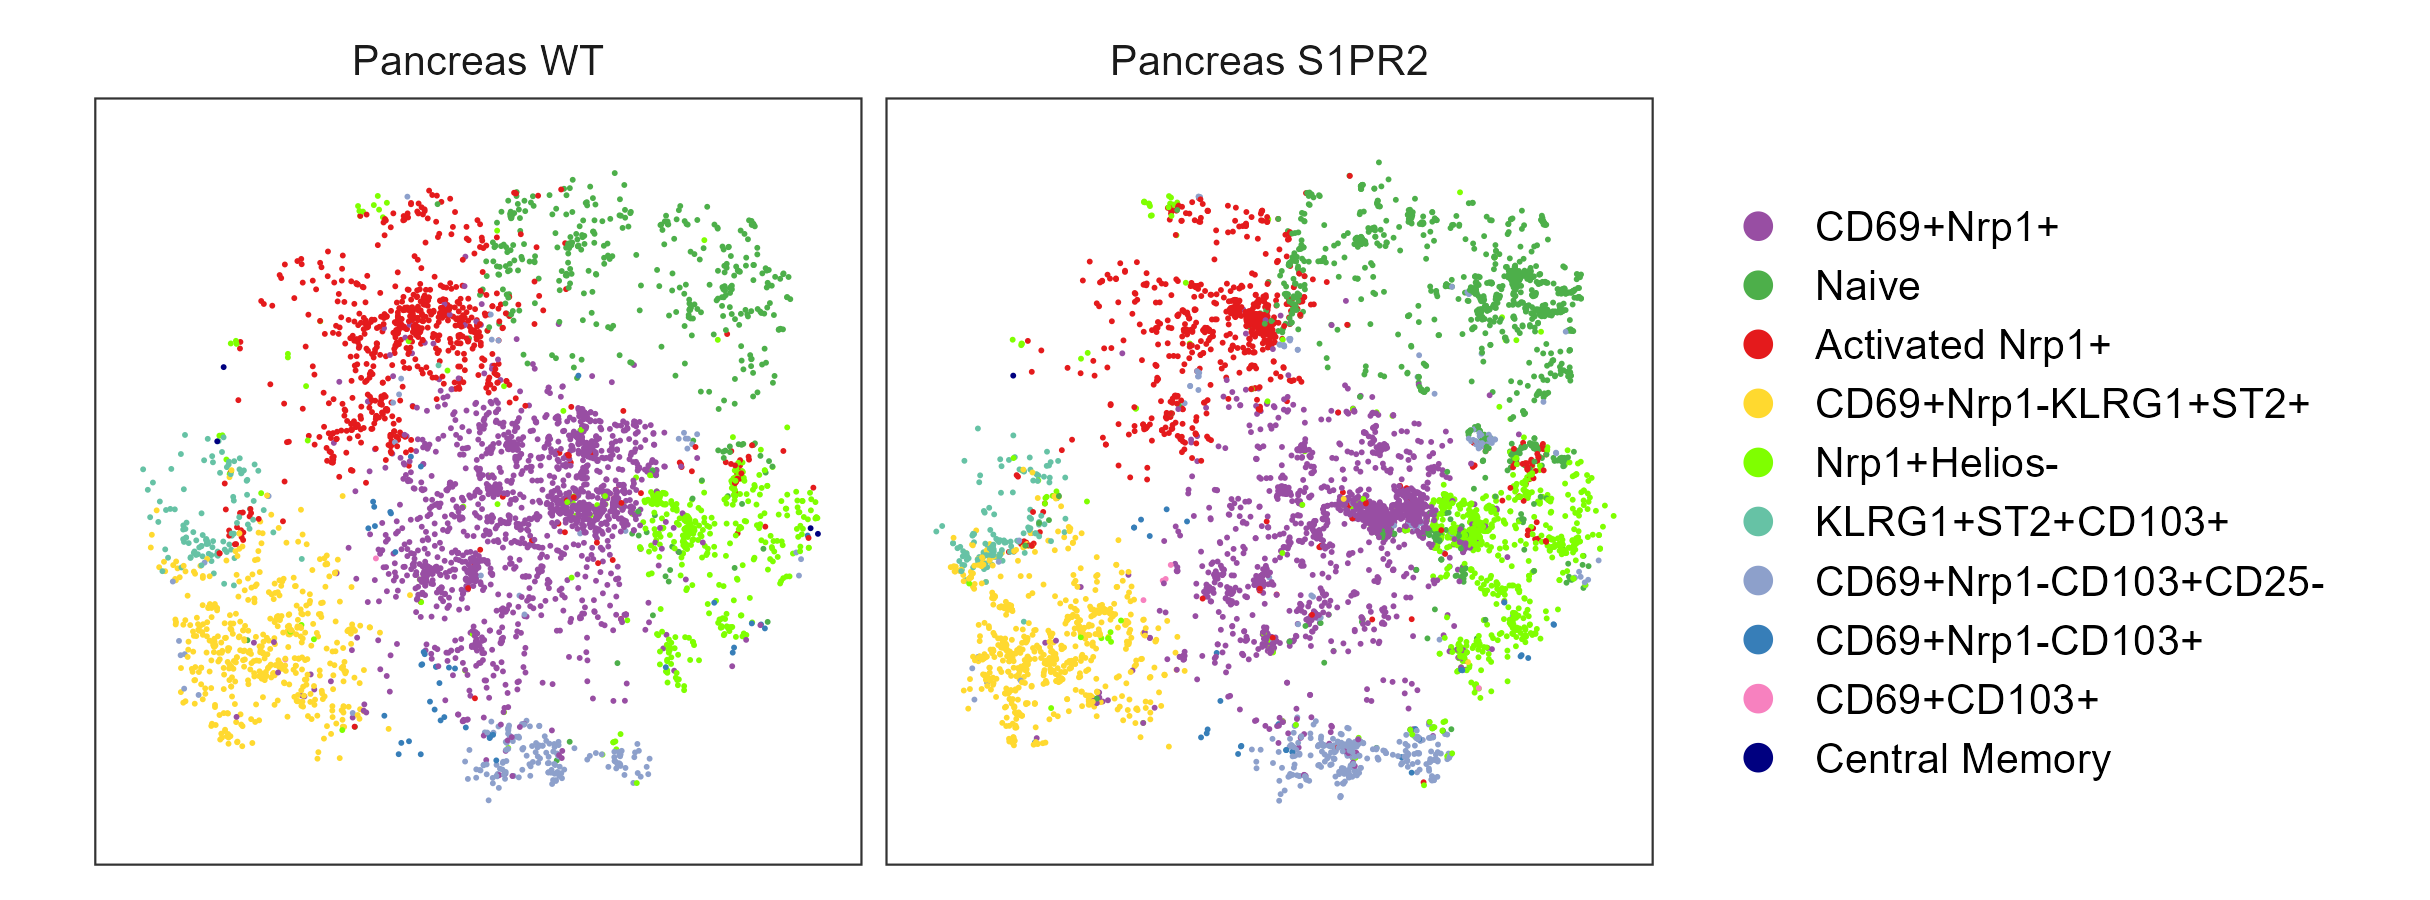 Pancreas WT
Pancreas S1PR2
CD69+Nrp1+
Naive
Activated Nrp1+
CD69+Nrp1-KLRG1+ST2+
Nrp1+Helios-
KLRG1+ST2+CD103+
CD69+Nrp1-CD103+CD25-
CD69+Nrp1-CD103+
CD69+CD103+
Central Memory